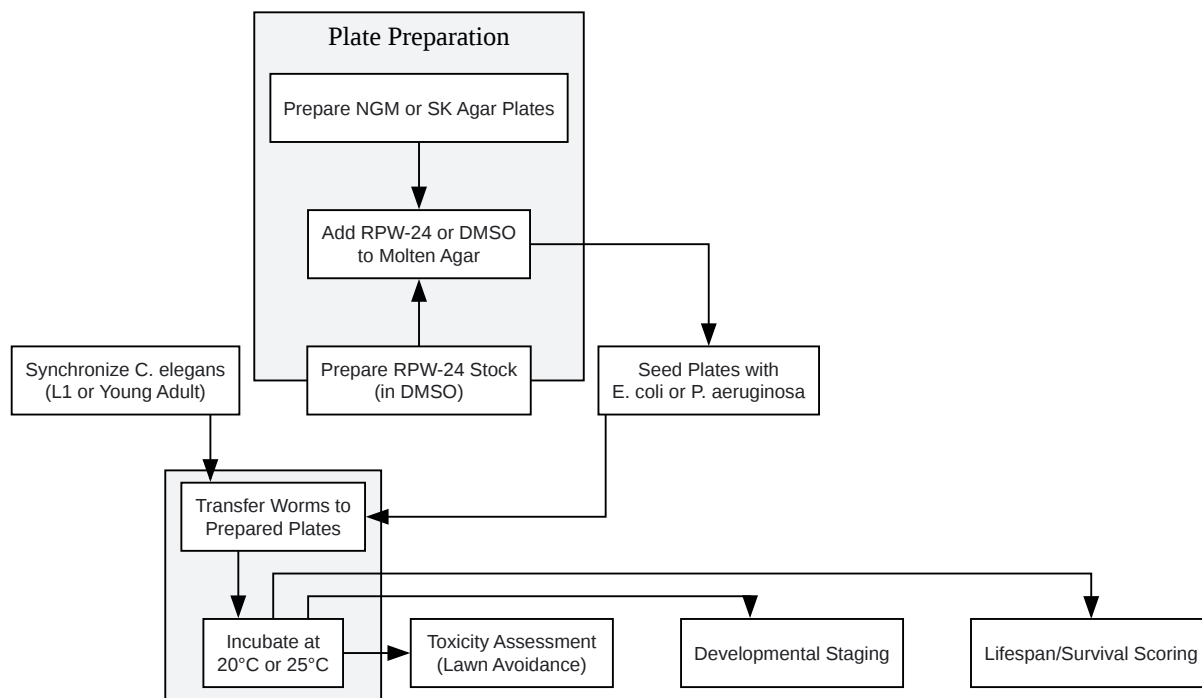 Plate Preparation
Prepare NGM or SK Agar Plates
Add RPW-24 or DMSO
to Molten Agar
Synchronize C. elegans
(L1 or Young Adult)
Prepare RPW-24 Stock
(in DMSO)
Seed Plates with
E. coli or P. aeruginosa
Transfer Worms to
Prepared Plates
Incubate at
20°C or 25°C
Toxicity Assessment
(Lawn Avoidance)
Developmental Staging
Lifespan/Survival Scoring